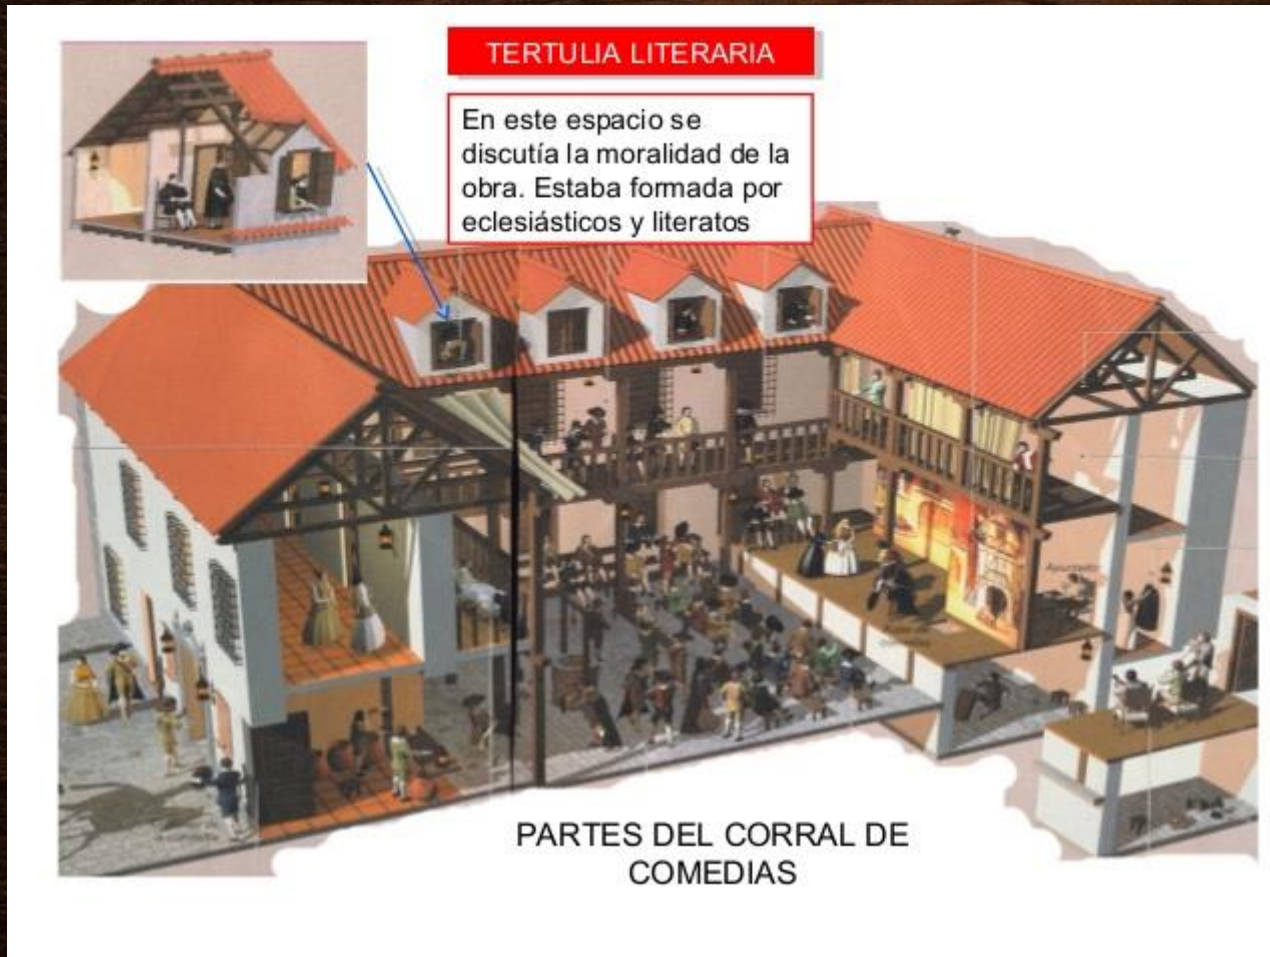 TERTULIA LITERARIA
En este espacio se
discutía la moralidad de la
obra. Estaba formada por
eclesiásticos y literatos
PARTES DEL CORRAL DE
COMEDIAS